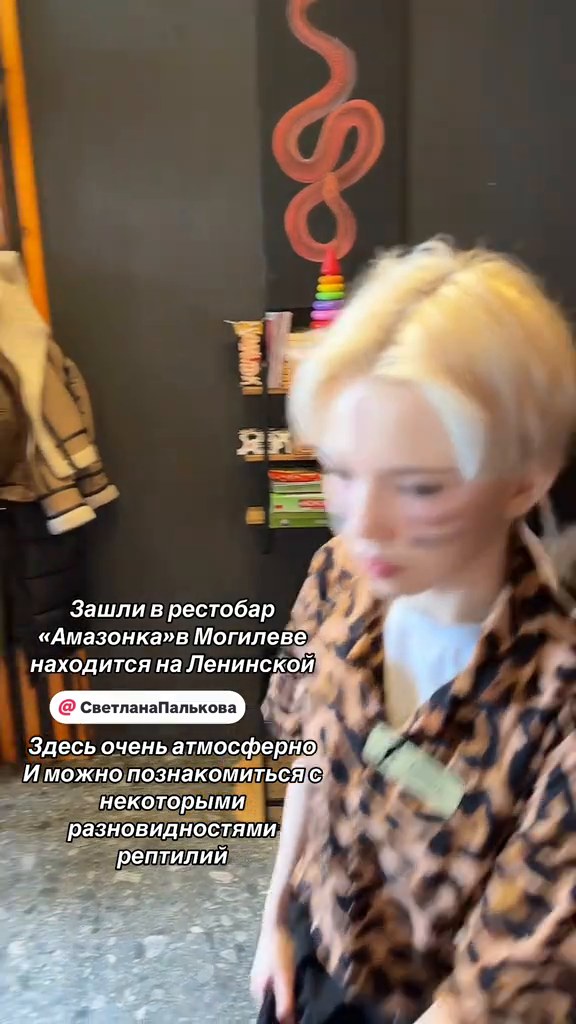 Зашли в рестобар
«Амазонка»в Могилеве
находится на Ленинской
@ СветланаПалькова
Здесь очень атмосферно
И можно познакомиться с
некоторыми
разновидностями
рептилий